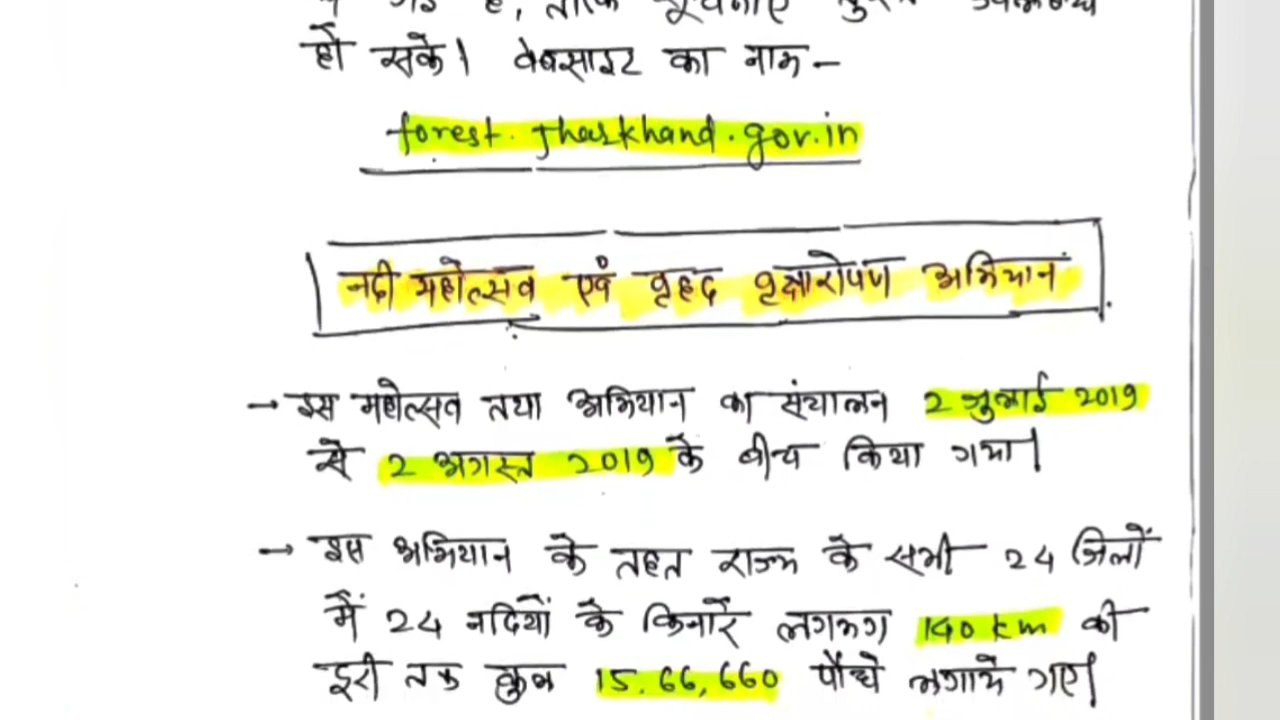 हो सके। वेबसाइट का नाम –
forest. Jharkhand.gov.in
नदी महोत्सव एवं वृहद वृक्षारोपण अभियान
→ इस महोत्सव तथा अभियान का संचालन 2 जुलाई 2019
से 2 अगस्त 2019 के बीच किया गया।
→ इस अभियान के तहत राज्य के सभी 24 जिलों
में 24 नदियों के किनारे लगभग 140 km की
दूरी तक कुल 15,66,660 पौधे लगाये गए।